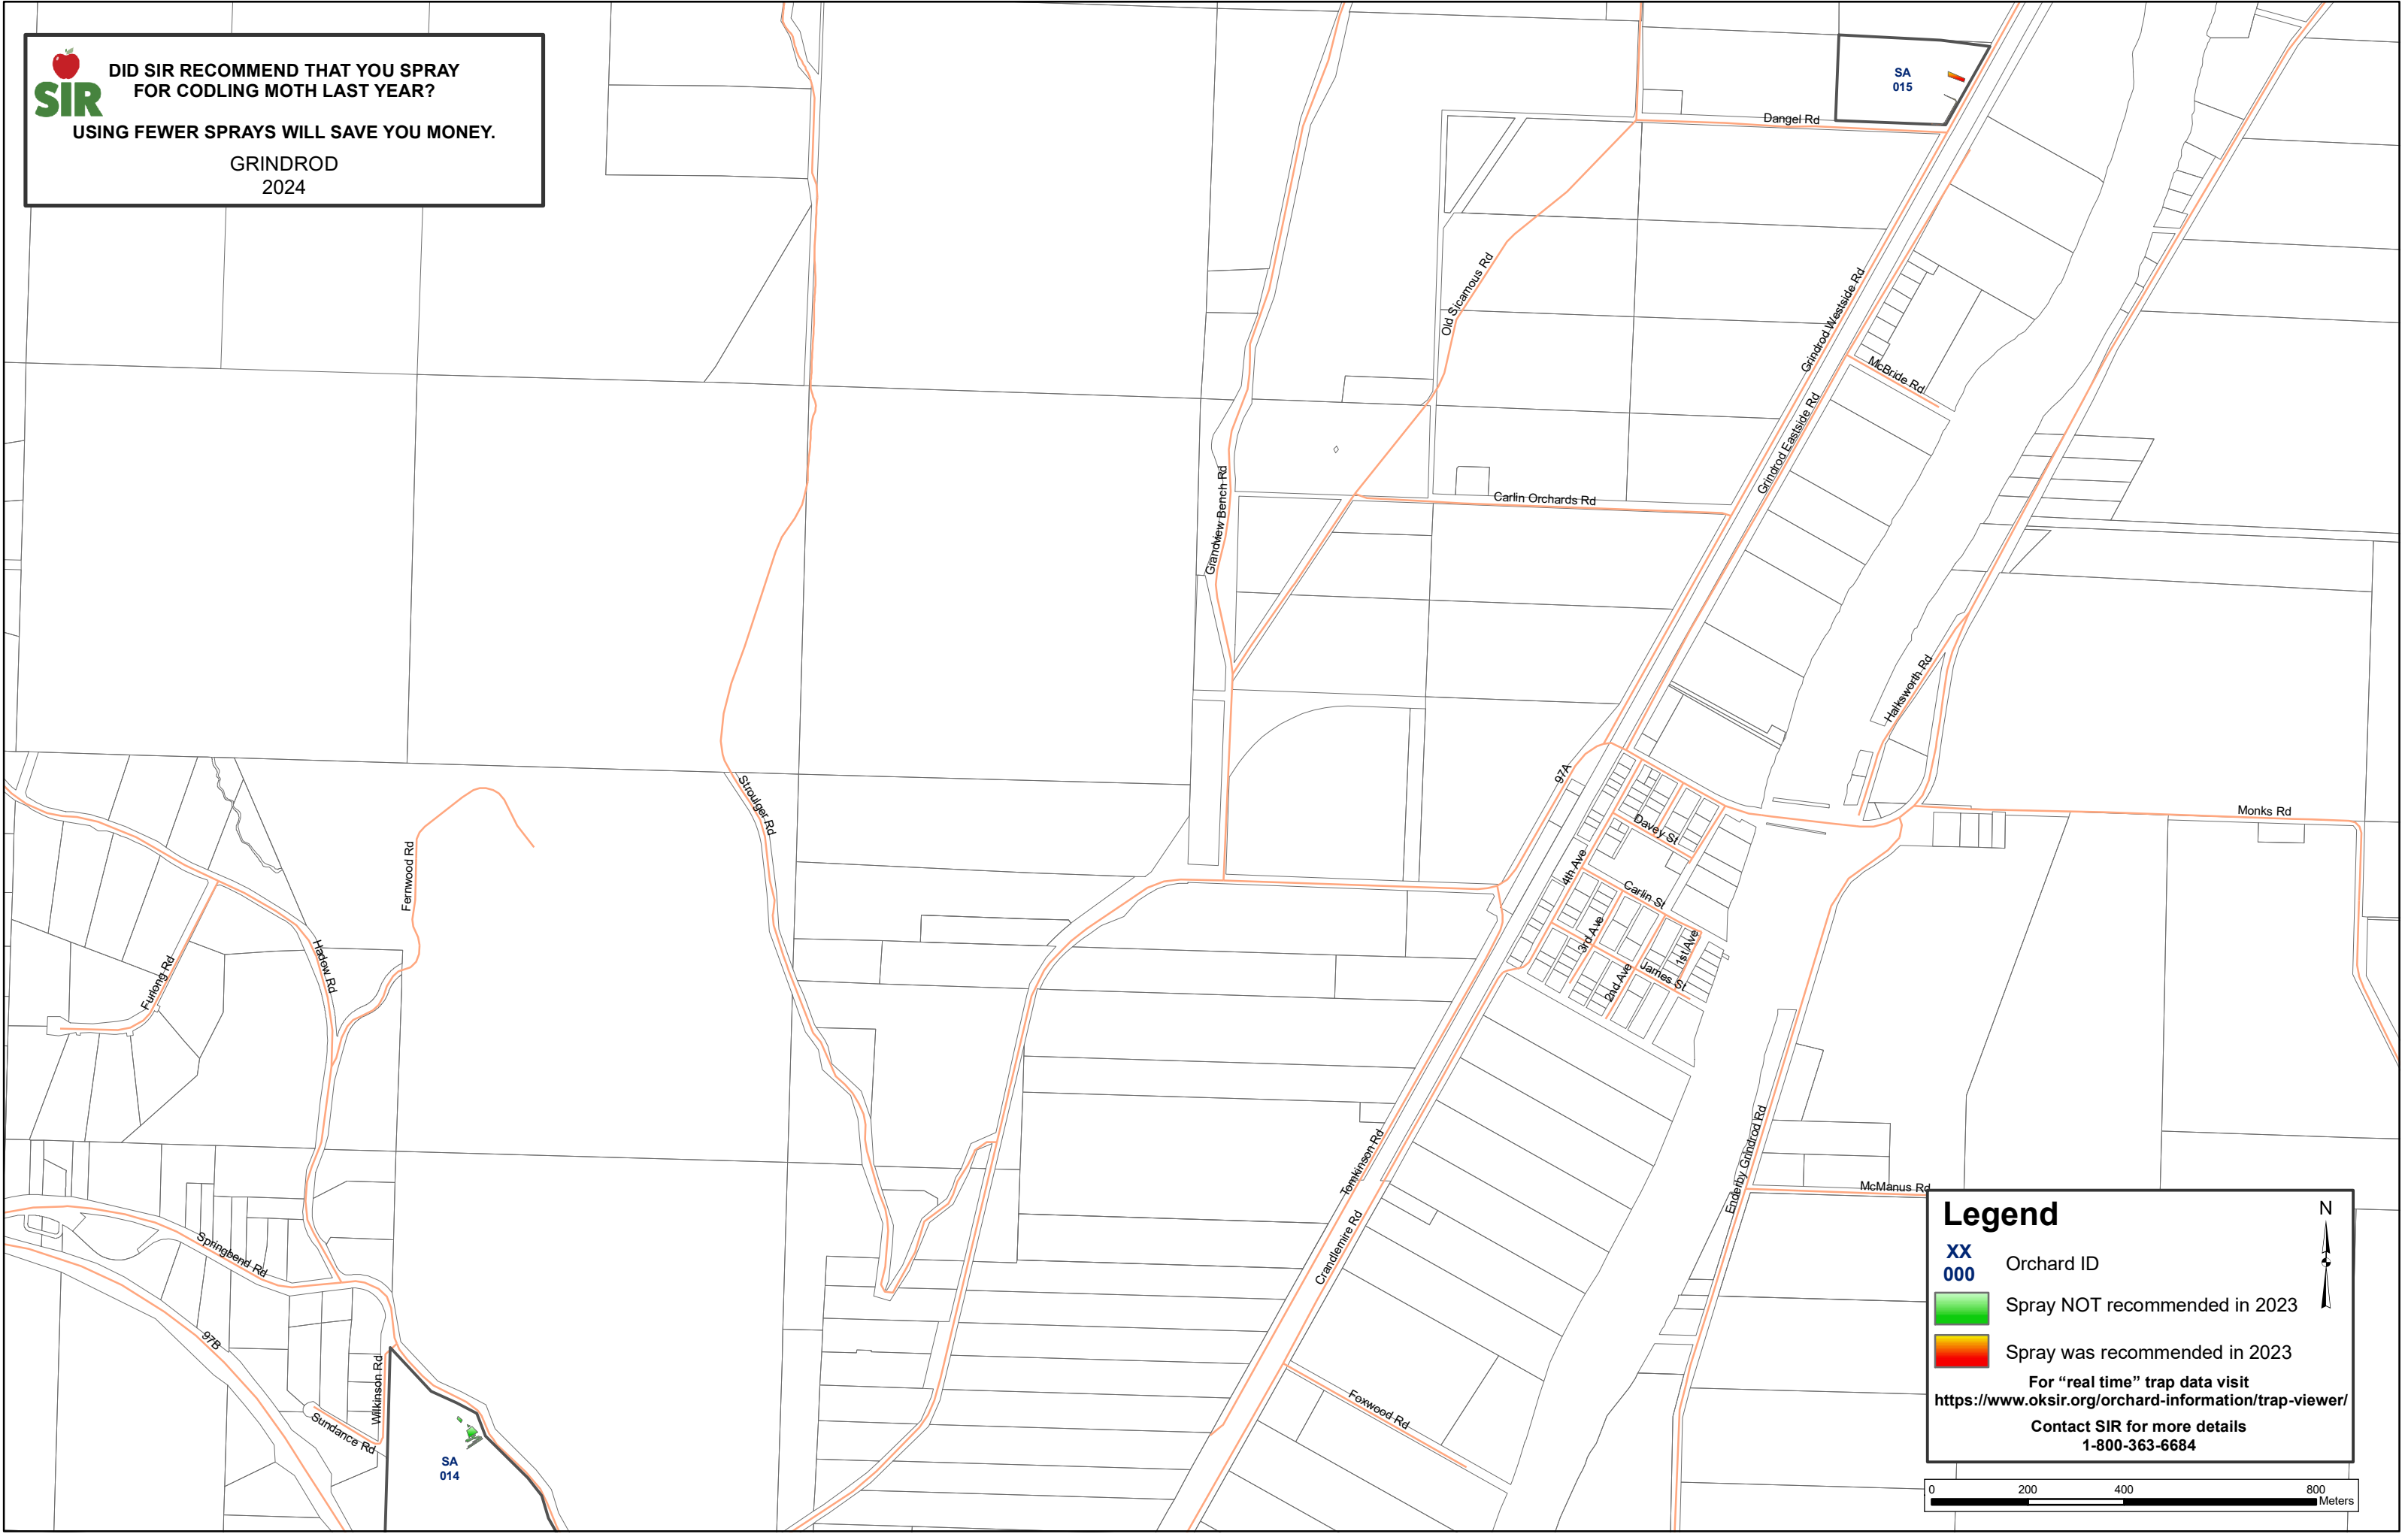 SIR
DID SIR RECOMMEND THAT YOU SPRAY
FOR CODLING MOTH LAST YEAR?
USING FEWER SPRAYS WILL SAVE YOU MONEY.
GRINDROD
2024
SA
015
Dangel Rd
Old Sicamous Rd
Grindrod Westside Rd
McBride Rd
Grindrod Eastside Rd
Grandview Bench Rd
Carlin Orchards Rd
Halksworth Rd
97A
Stroulger Rd
Monks Rd
Davey St
4th Ave
Fernwood Rd
Carlin St
3rd Ave
1st Ave
Hadow Rd
Furlong Rd
2nd Ave
James St
Tomkinson Rd
Enderby Grindrod Rd
McManus Rd
Springbend Rd
Crandlemire Rd
97B
Wilkinson Rd
Sundance Rd
Foxwood Rd
SA
014
Legend
N
XX
000
Orchard ID
Spray NOT recommended in 2023
Spray was recommended in 2023
For “real time” trap data visit
https://www.oksir.org/orchard-information/trap-viewer/
Contact SIR for more details
1-800-363-6684
0 200 400 800
Meters